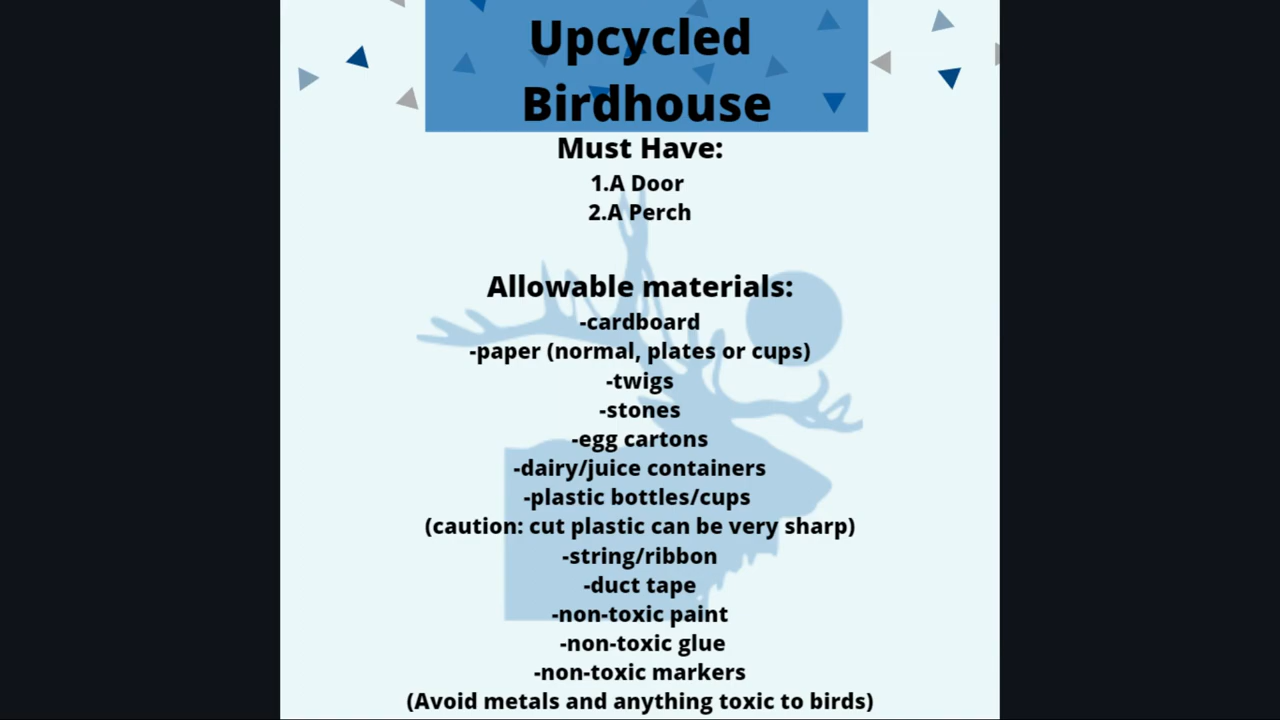 Upcycled
Birdhouse
Must Have:
1.A Door
2.A Perch
Allowable materials:
-cardboard
-paper (normal, plates or cups)
-twigs
-stones
-egg cartons
-dairy/juice containers
-plastic bottles/cups
(caution: cut plastic can be very sharp)
-string/ribbon
-duct tape
-non-toxic paint
-non-toxic glue
-non-toxic markers
(Avoid metals and anything toxic to birds)